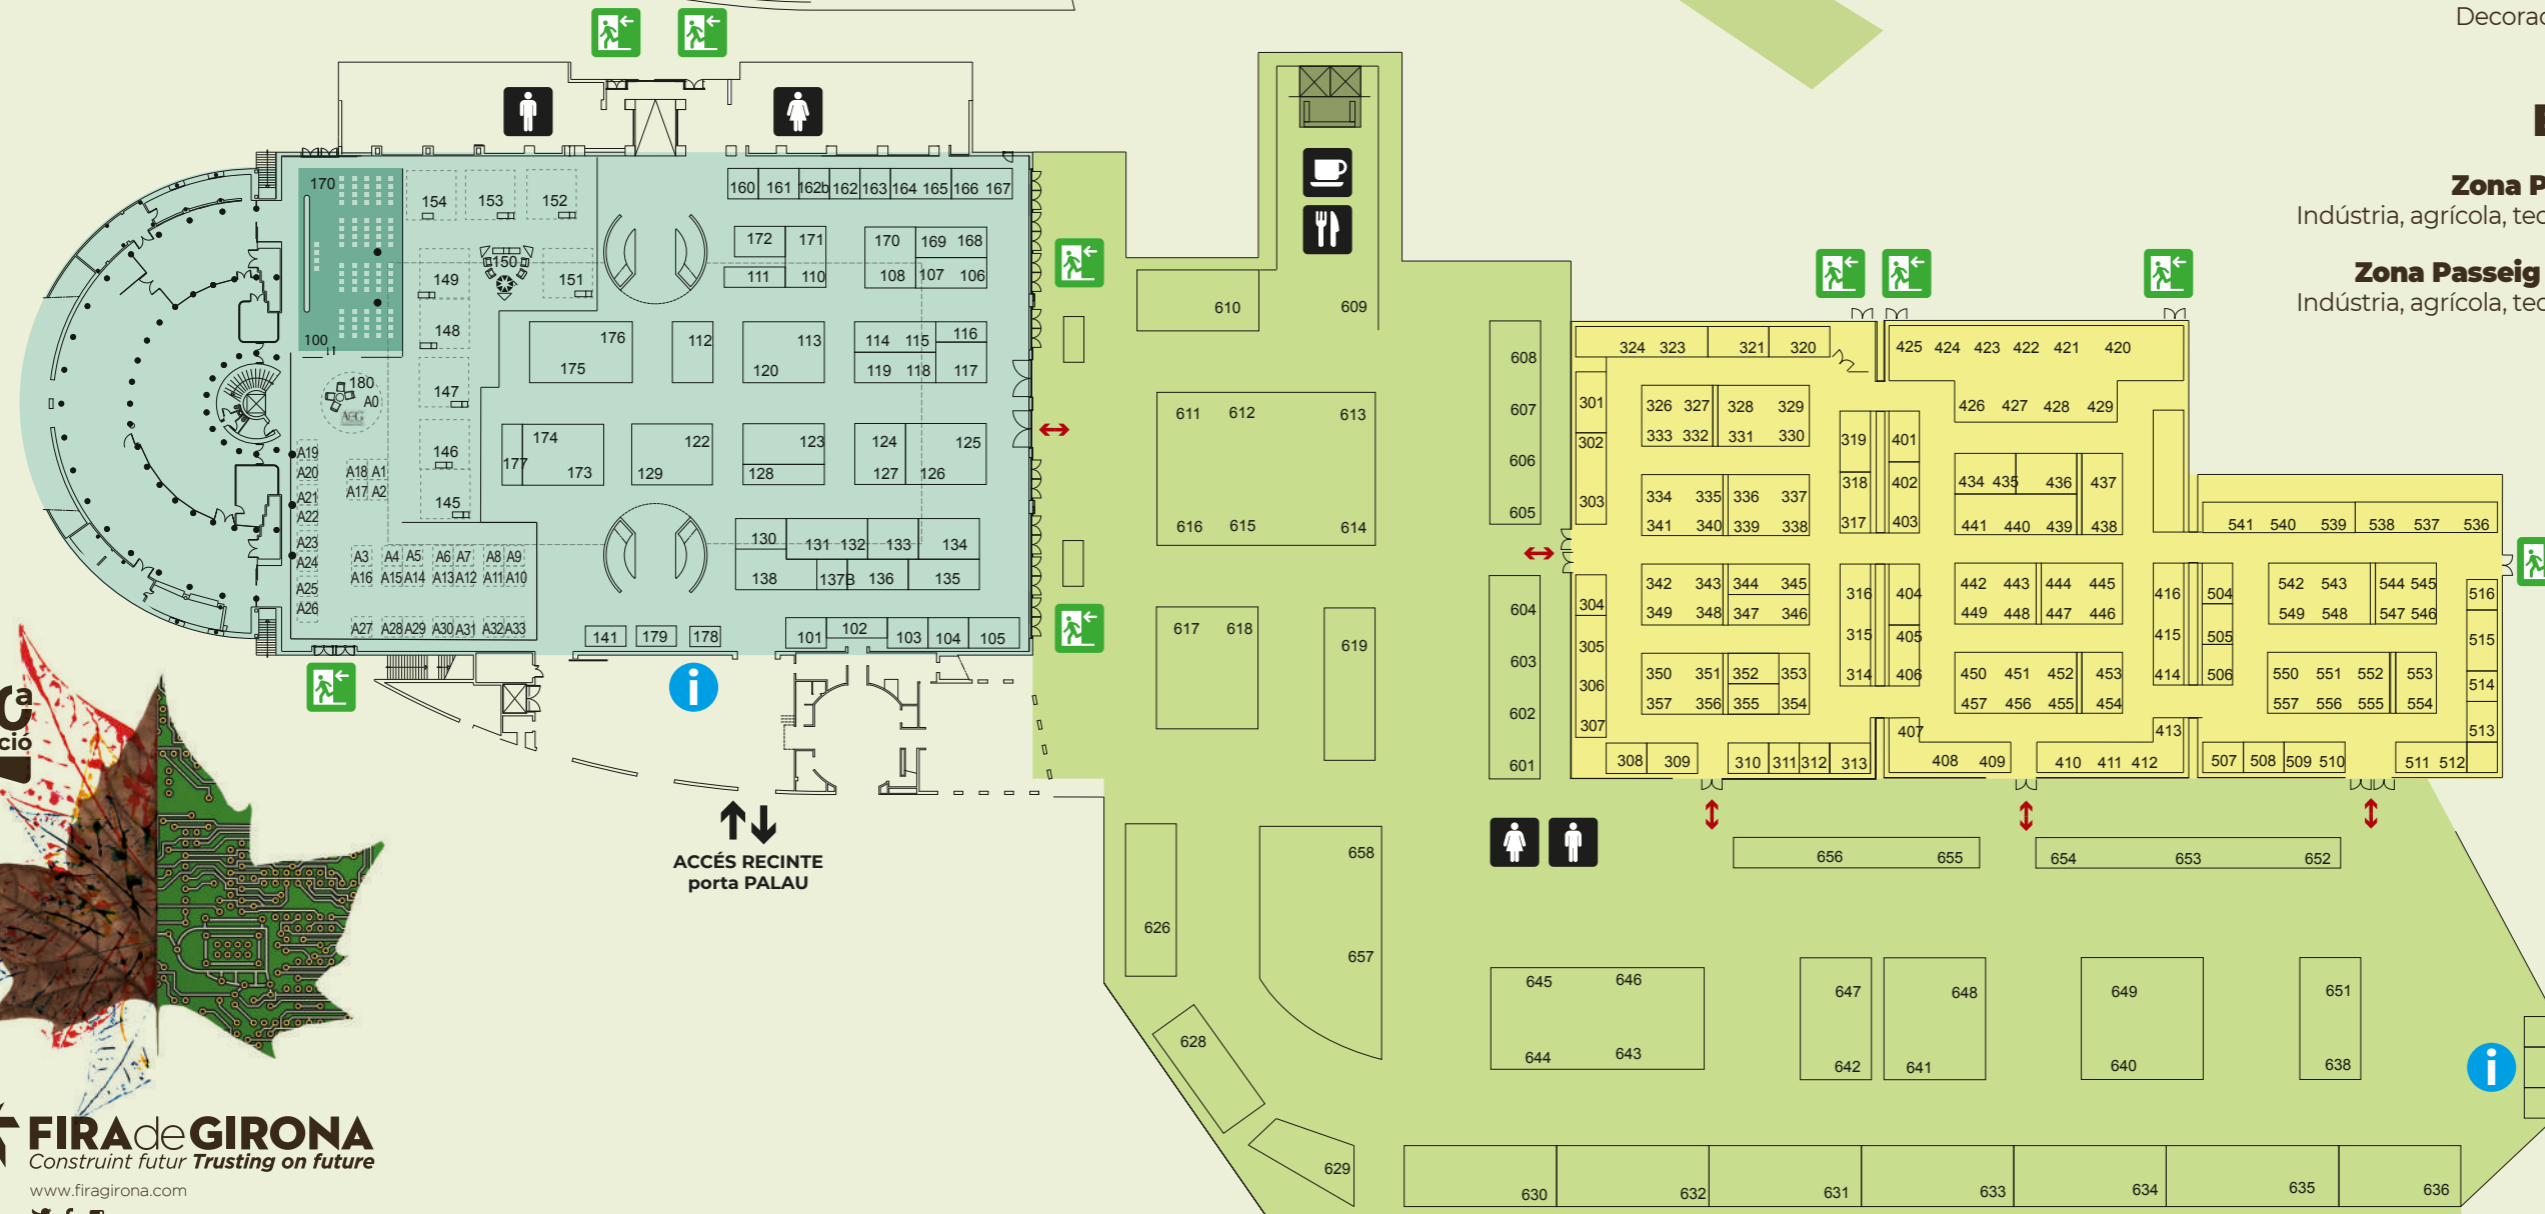 Decorac
E
Zona P
Indústria, agrícola, tec
Zona Passeig
Indústria, agrícola, tec
170
154 153 152
160 161 162b 162 163 164 165 166 167
172 171 170 169 168
149 150 151
111 110 108 107 106
148
100
176 112 113 114 115 116
175 120 119 118 117
180
A0
AEG
147
146
174 122 123 124 125
177 173 129 128 127 126
145
A19
A20
A21
A22
A23
A24
A25
A26
A18 A1
A17 A2
A3 A4 A5 A6 A7 A8 A9
A16 A15 A14 A13 A12 A11 A10
A27 A28 A29 A30 A31 A32 A33
130 131 132 133 134
138 137B 136 135
141 179 178 101 102 103 104 105
i
ACCÉS RECINTE
porta PALAU
610 609
611 612 613
616 615 614
617 618 619
608
607
606
605
604
603
602
601
324 323 321 320
301
302
303
326 327 328 329
333 332 331 330
334 335 336 337
341 340 339 338
319
318
317
304
305
306
307
342 343 344 345
349 348 347 346
350 351 352 353
357 356 355 354
316
315
314
308 309 310 311 312 313
425 424 423 422 421 420
426 427 428 429
401
402
403
434 435 436 437
441 440 439 438
404
405
406
407
442 443 444 445
449 448 447 446
450 451 452 453
457 456 455 454
416
415
414
413
408 409 410 411 412
541 540 539 538 537 536
504
505
506
542 543 544 545
549 548 547 546
550 551 552 553
557 556 555 554
516
515
514
513
507 508 509 510 511 512
656 655 654 653 652
658
657
626
628
629
645 646
644 643
647 648 649 651
642 641 640 638
i
630 632 631 633 634 635 636
0ª
ció
FIRAdeGIRONA
Construint futur Trusting on future
www.firagirona.com